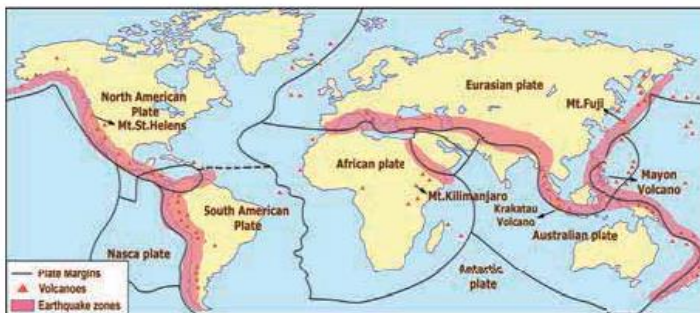 North American
Plate
Mt.St.Helens
Eurasian plate
Mt.Fuji
African plate
Mayon
Volcano
Mt.Kilimanjaro
South American
Plate
Krakatau
Volcano
Australian plate
Nasca plate
Antartic
plate
Plate Margins
Volcanoes
Earthquake zones